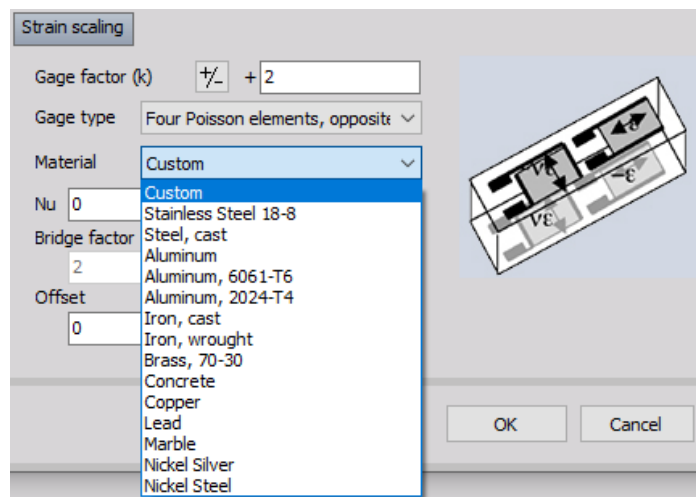 Strain scaling
Gage factor (k) +/- + 2
Gage type Four Poisson elements, opposite
Material Custom
Custom
Nu 0
Stainless Steel 18-8
Bridge factor Steel, cast
Aluminum
2 Aluminum, 6061-T6
Offset Aluminum, 2024-T4
0 Iron, cast
Iron, wrought
Brass, 70-30
Concrete
Copper
Lead
Marble
Nickel Silver
Nickel Steel
νε
-ε
νε
OK Cancel